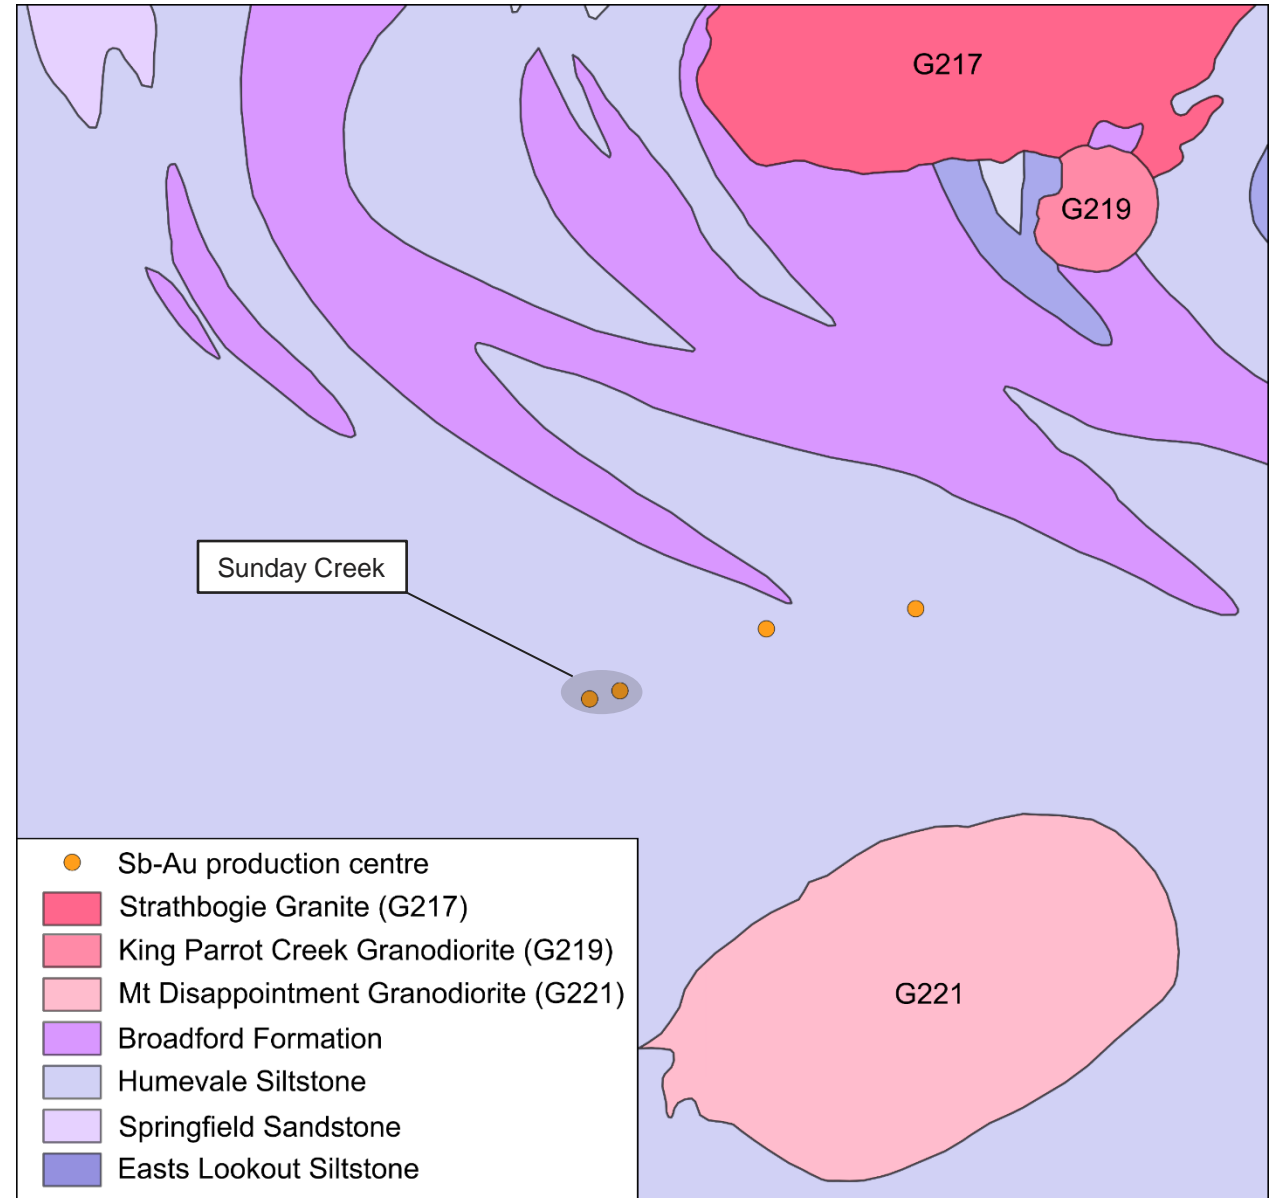 G217
G219
Sunday Creek
G221
Sb-Au production centre
Strathbogie Granite (G217)
King Parrot Creek Granodiorite (G219)
Mt Disappointment Granodiorite (G221)
Broadford Formation
Humevale Siltstone
Springfield Sandstone
Easts Lookout Siltstone